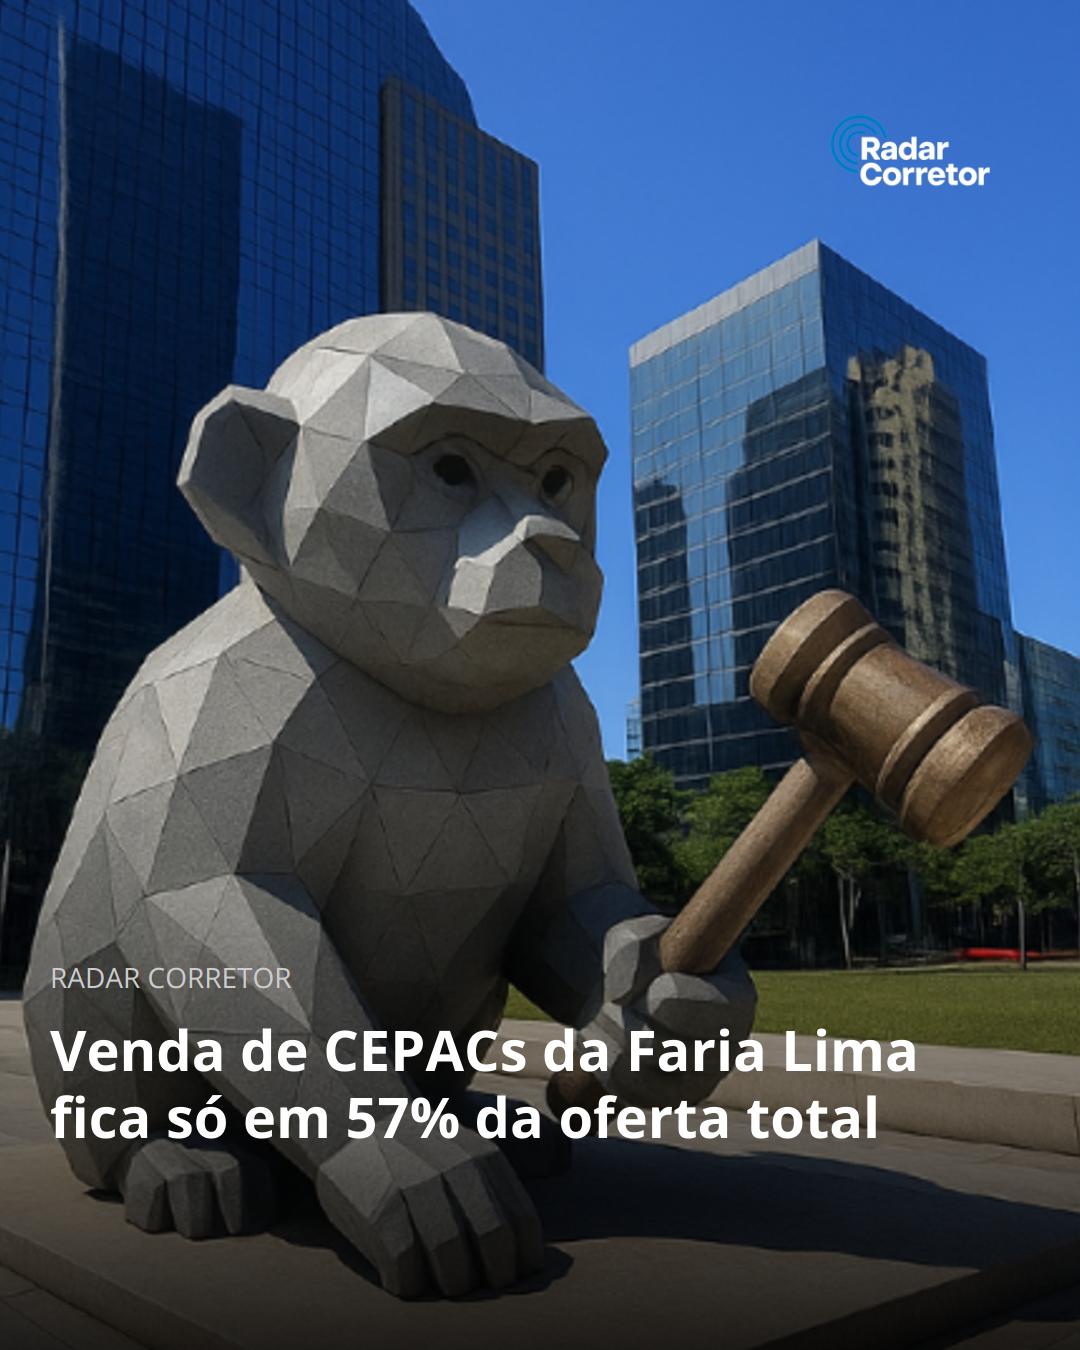 Radar
Corretor
RADAR CORRETOR
Venda de CEPACs da Faria Lima
fica só em 57% da oferta total